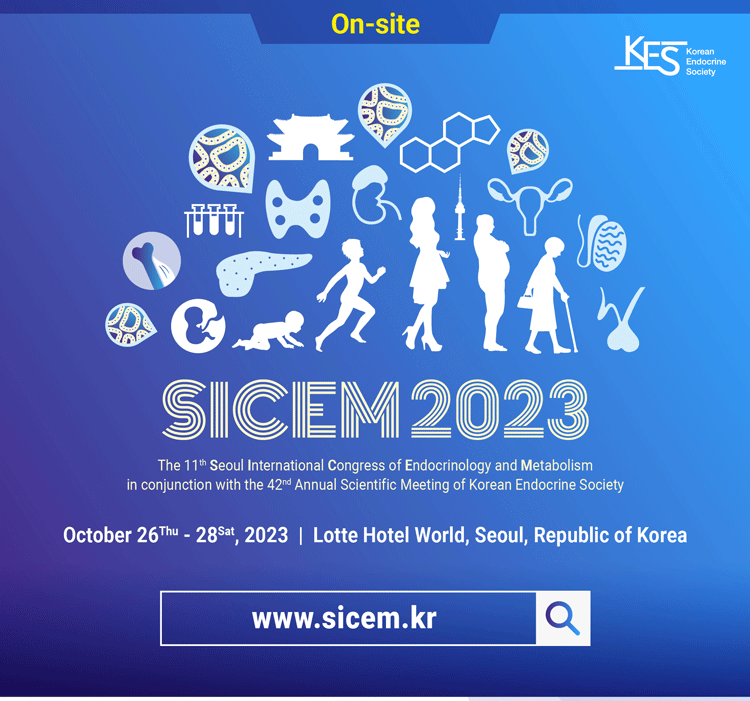 On-site
KES
Korean
Endocrine
Society
SICEM 2023
The 11th Seoul International Congress of Endocrinology and Metabolism
in conjunction with the 42nd Annual Scientific Meeting of Korean Endocrine Society
October 26Thu - 28Sat, 2023 | Lotte Hotel World, Seoul, Republic of Korea
www.sicem.kr